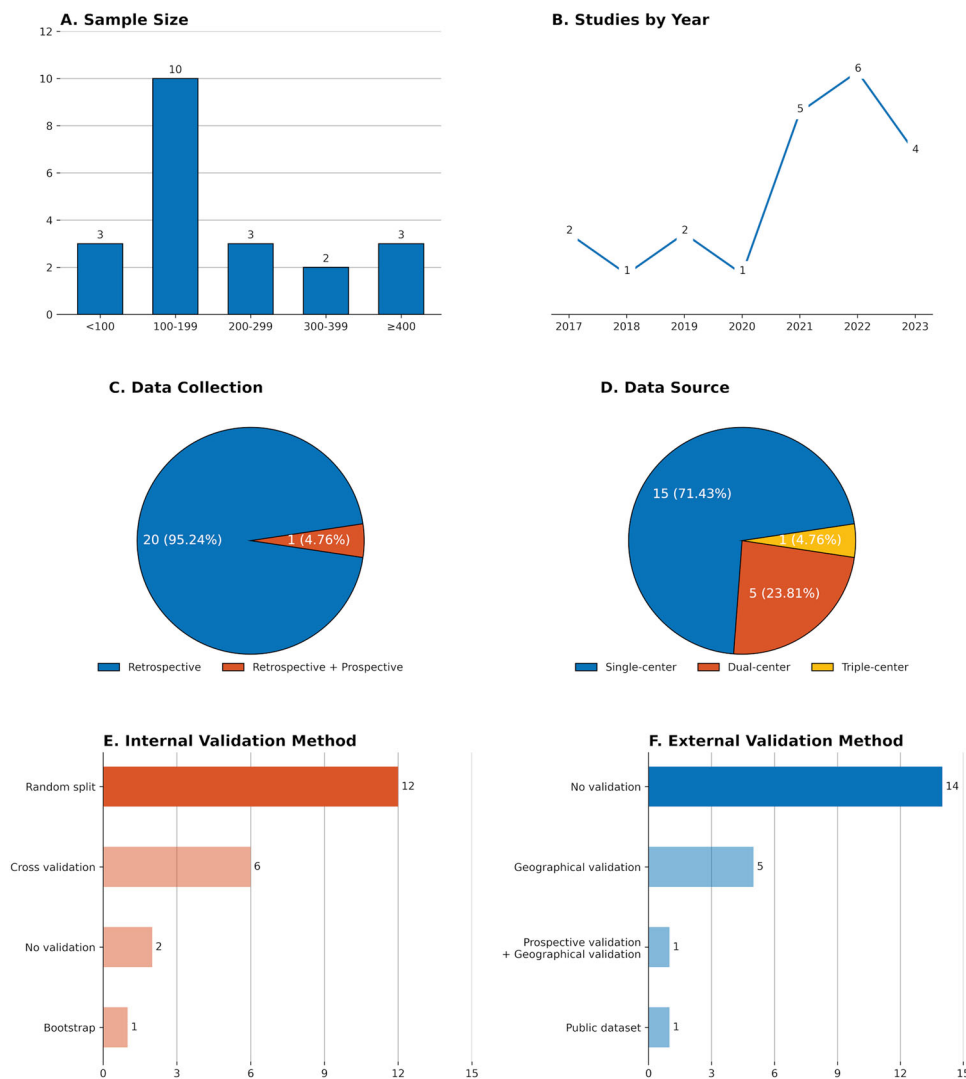 A. Sample Size
12
10
8
6
4
2
0
3
10
3
2
3
<100
100-199
200-299
300-399
≥400
B. Studies by Year
2
1
2
1
5
6
4
2017
2018
2019
2020
2021
2022
2023
C. Data Collection
20 (95.24%)
1 (4.76%)
Retrospective
Retrospective + Prospective
D. Data Source
15 (71.43%)
1 (4.76%)
5 (23.81%)
Single-center
Dual-center
Triple-center
E. Internal Validation Method
Random split
12
Cross validation
6
No validation
2
Bootstrap
1
0
3
6
9
12
15
F. External Validation Method
No validation
14
Geographical validation
5
Prospective validation
+ Geographical validation
1
Public dataset
1
0
3
6
9
12
15